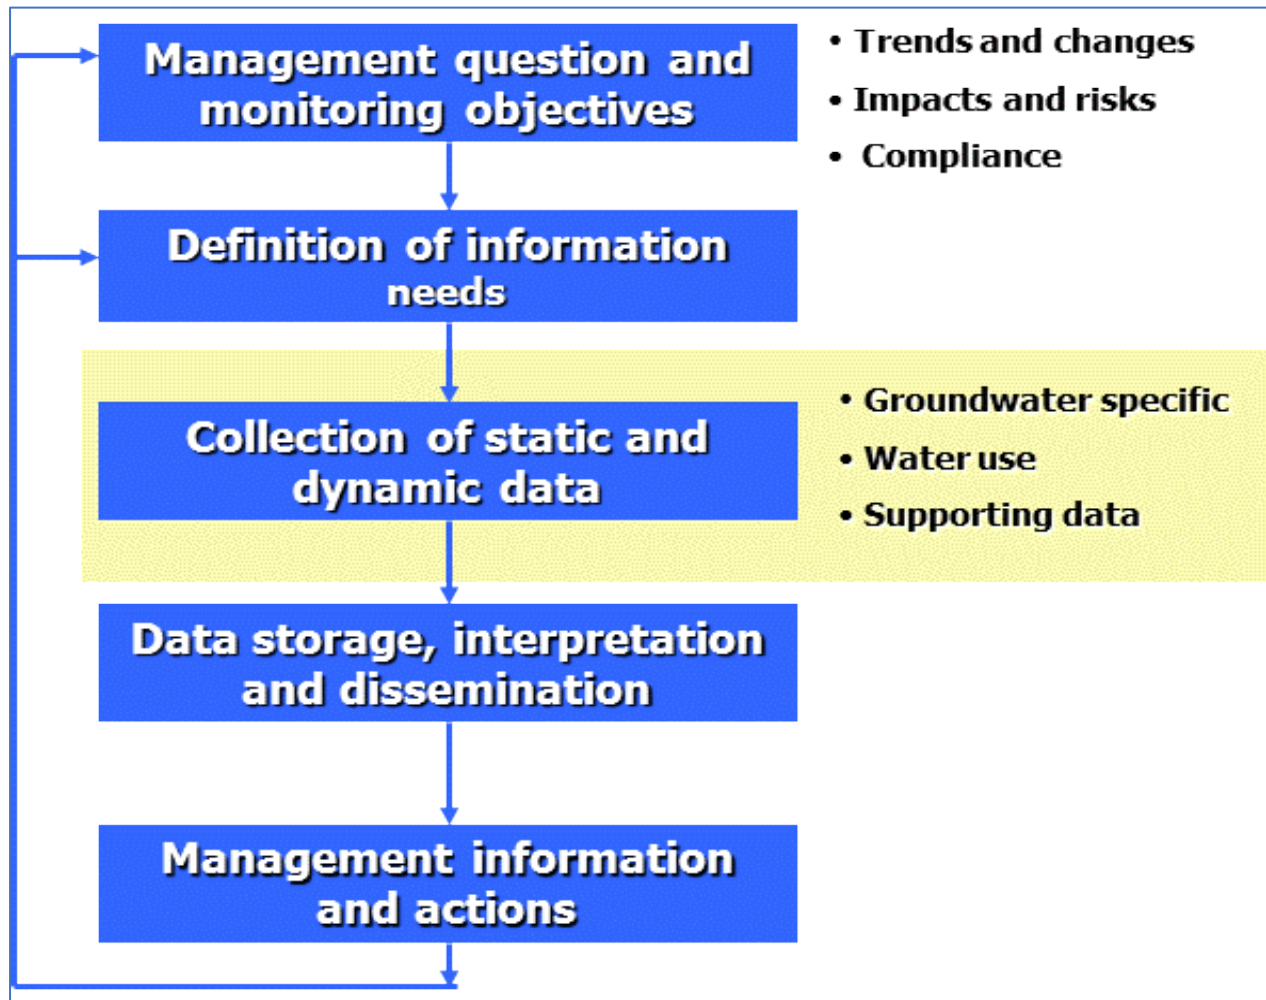 Management question and
monitoring objectives
• Trends and changes
• Impacts and risks
• Compliance
Definition of information
needs
Collection of static and
dynamic data
• Groundwater specific
• Water use
• Supporting data
Data storage, interpretation
and dissemination
Management information
and actions